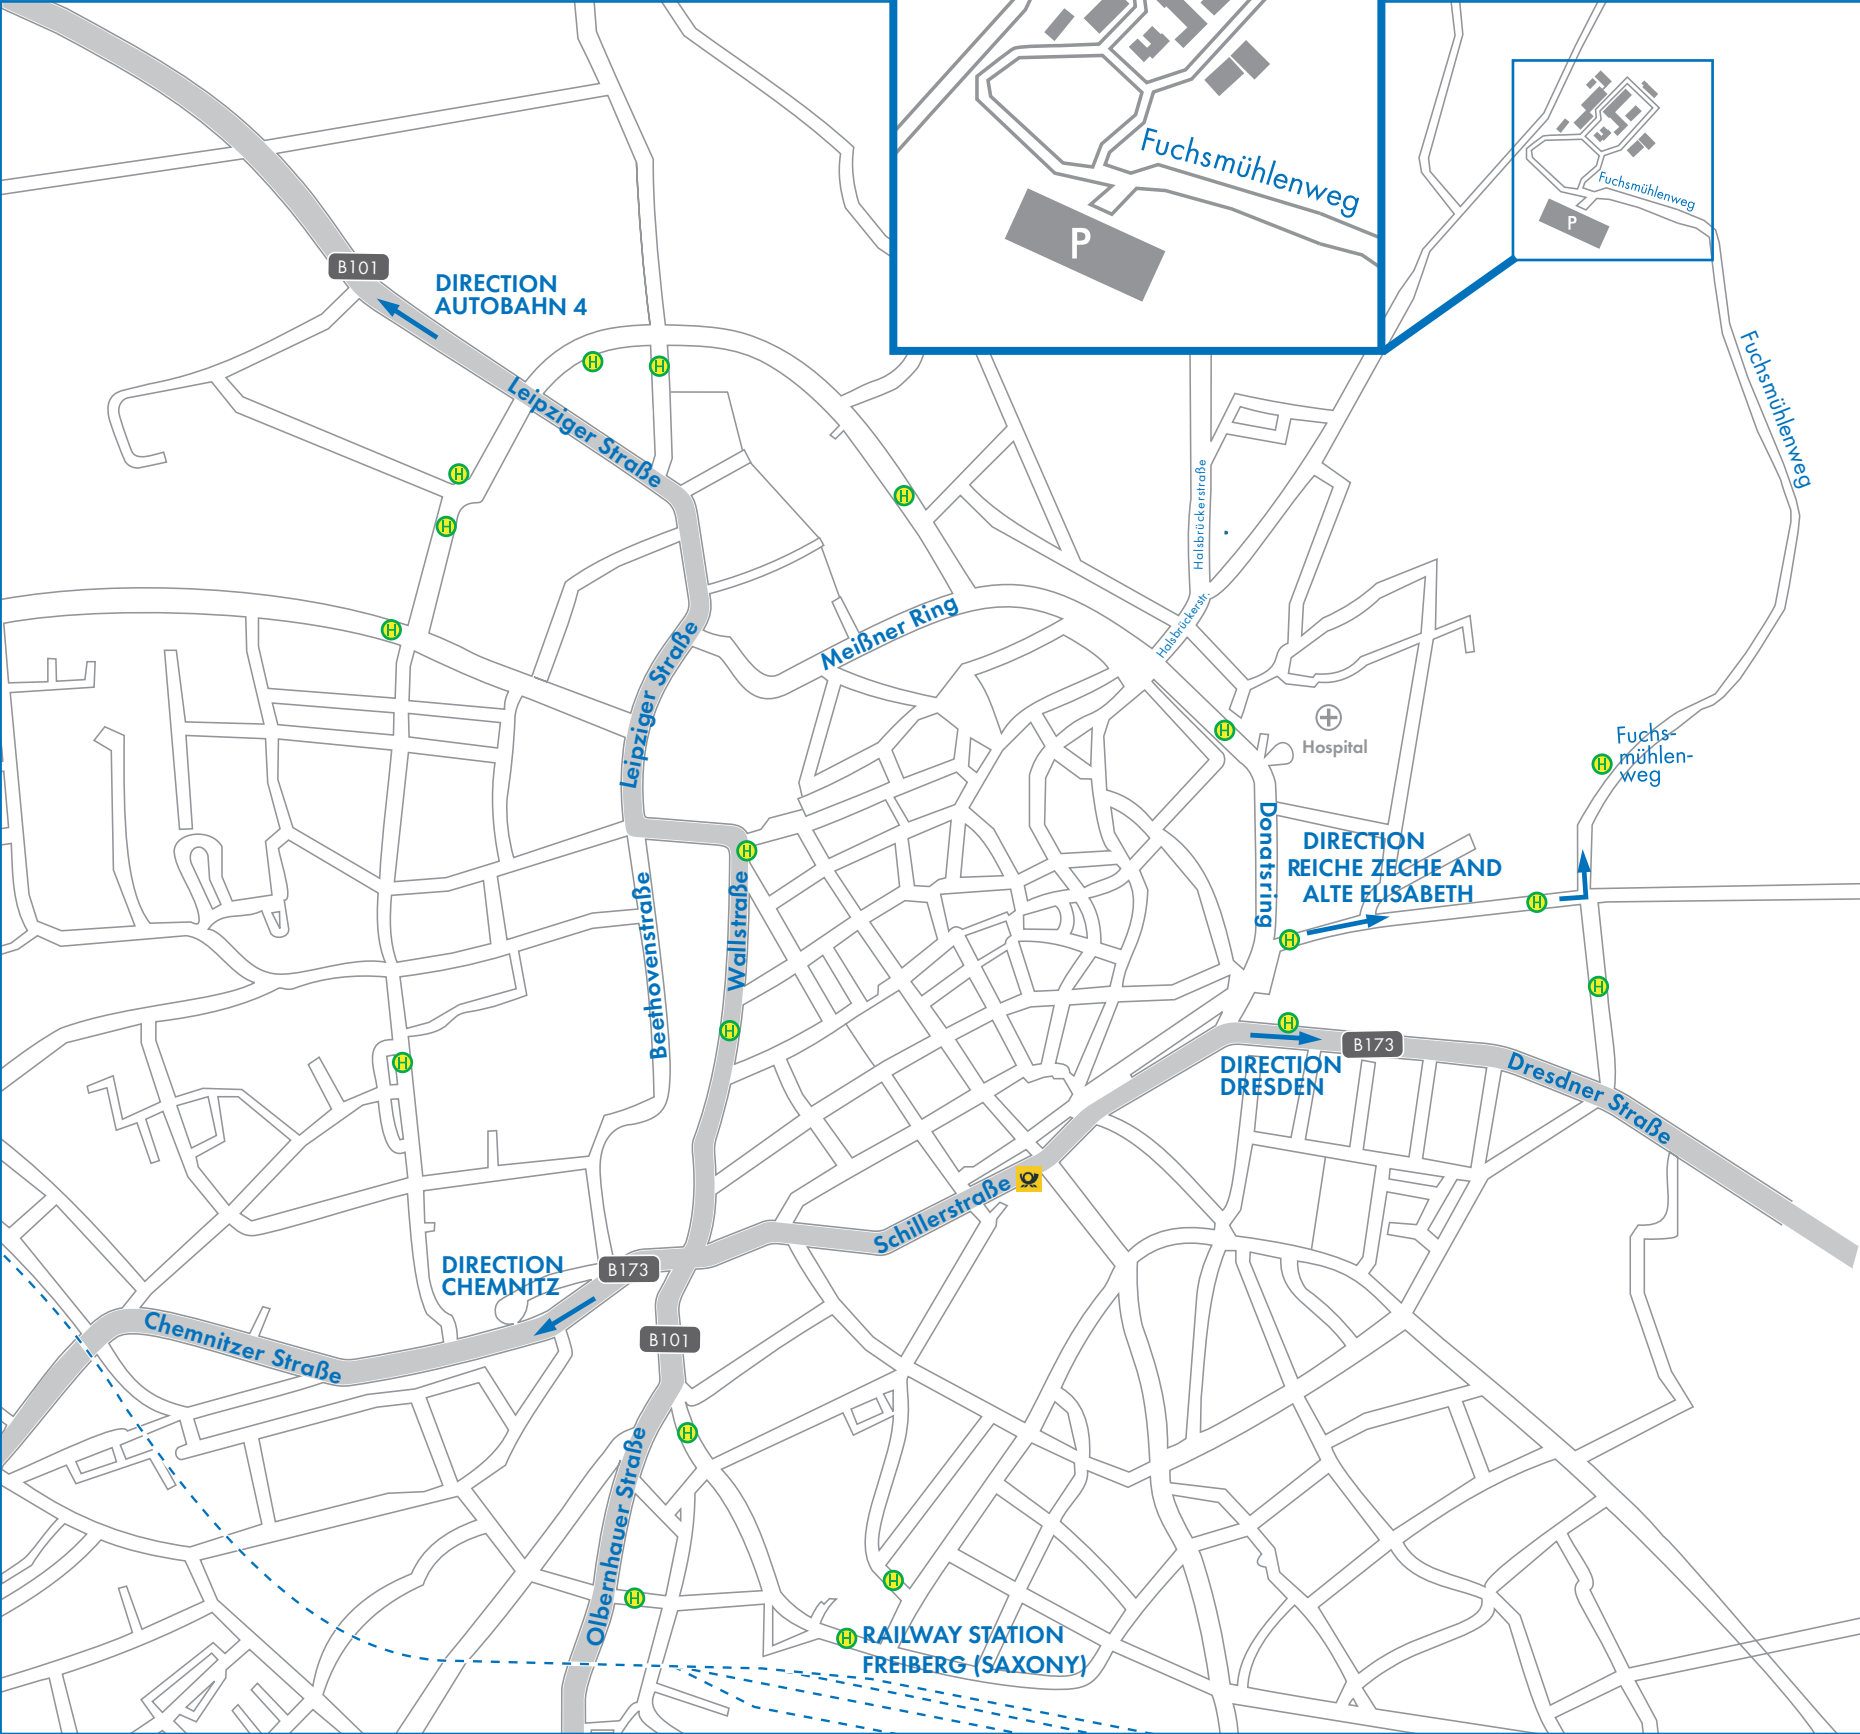 Fuchsmühlenweg
P
Fuchsmühlenweg
P
B101
DIRECTION
AUTOBAHN 4
Fuchsmühlenweg
H
H
Leipziger Straße
H
H
H
Halsbrückerstraße
Halsbrückerstr.
Meißner Ring
H
Leipziger Straße
H
Hospital
Fuchs-
mühlen-
weg
H
Donatsring
DIRECTION
REICHE ZECHE AND
ALTE ELISABETH
H
Wallstraße
Beethovenstraße
H
H
H
H
H
H
B173
DIRECTION
DRESDEN
Dresdner Straße
Schillerstraße
DIRECTION
CHEMNITZ
B173
Chemnitzer Straße
B101
H
Olbernhauer Straße
H
H
H
RAILWAY STATION
FREIBERG (SAXONY)